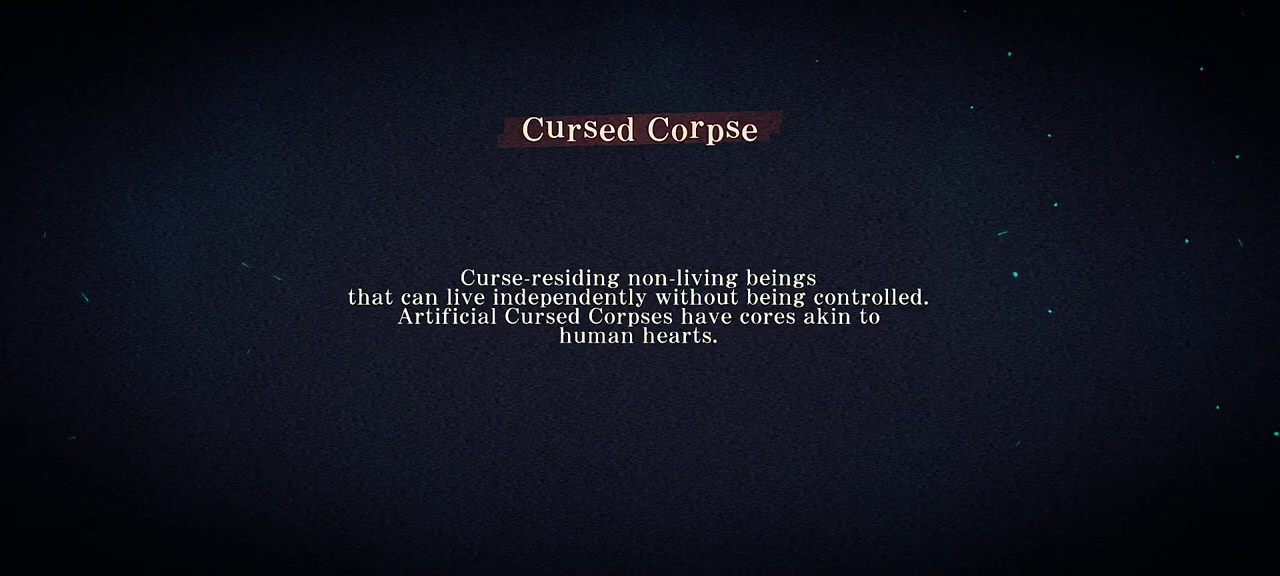 Cursed Corpse
Curse-residing non-living beings
that can live independently without being controlled.
Artificial Cursed Corpses have cores akin to
human hearts.